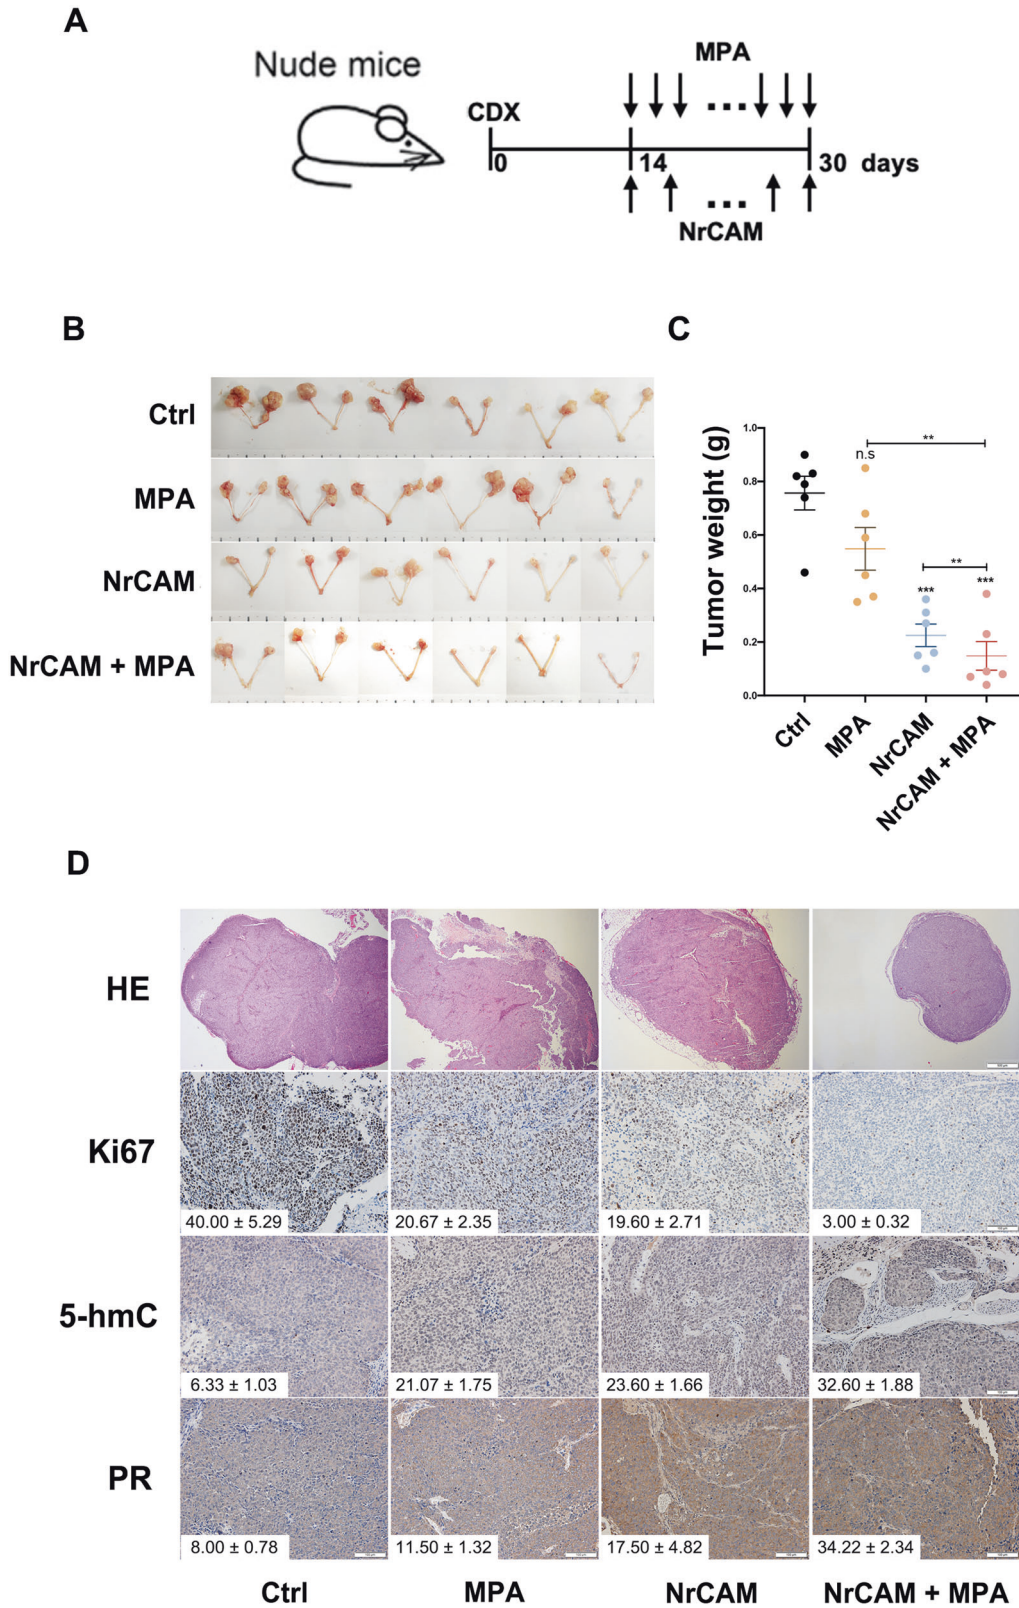 A
Nude mice
MPA
CDX
...
0
14
30 days
...
NrCAM
B
Ctrl
MPA
NrCAM
NrCAM + MPA
C
Tumor weight (g)
1.0
0.8
0.6
0.4
0.2
0.0
**
n.s
**
***
***
Ctrl
MPA
NrCAM
NrCAM + MPA
D
HE
Ki67
40.00 ± 5.29
20.67 ± 2.35
19.60 ± 2.71
3.00 ± 0.32
5-hmC
6.33 ± 1.03
21.07 ± 1.75
23.60 ± 1.66
32.60 ± 1.88
PR
8.00 ± 0.78
11.50 ± 1.32
17.50 ± 4.82
34.22 ± 2.34
Ctrl
MPA
NrCAM
NrCAM + MPA